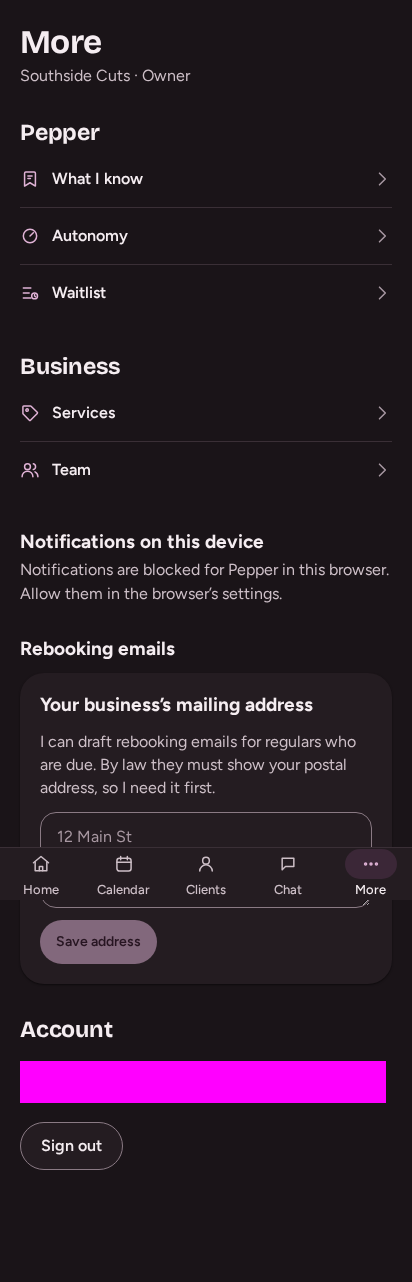 More
Southside Cuts · Owner
Pepper
What I know
Autonomy
Waitlist
Business
Services
Team
Notifications on this device
Notifications are blocked for Pepper in this browser.
Allow them in the browser’s settings.
Rebooking emails
Your business’s mailing address
I can draft rebooking emails for regulars who
are due. By law they must show your postal
address, so I need it first.
12 Main St
Home Calendar Clients Chat More
Save address
Account
Sign out